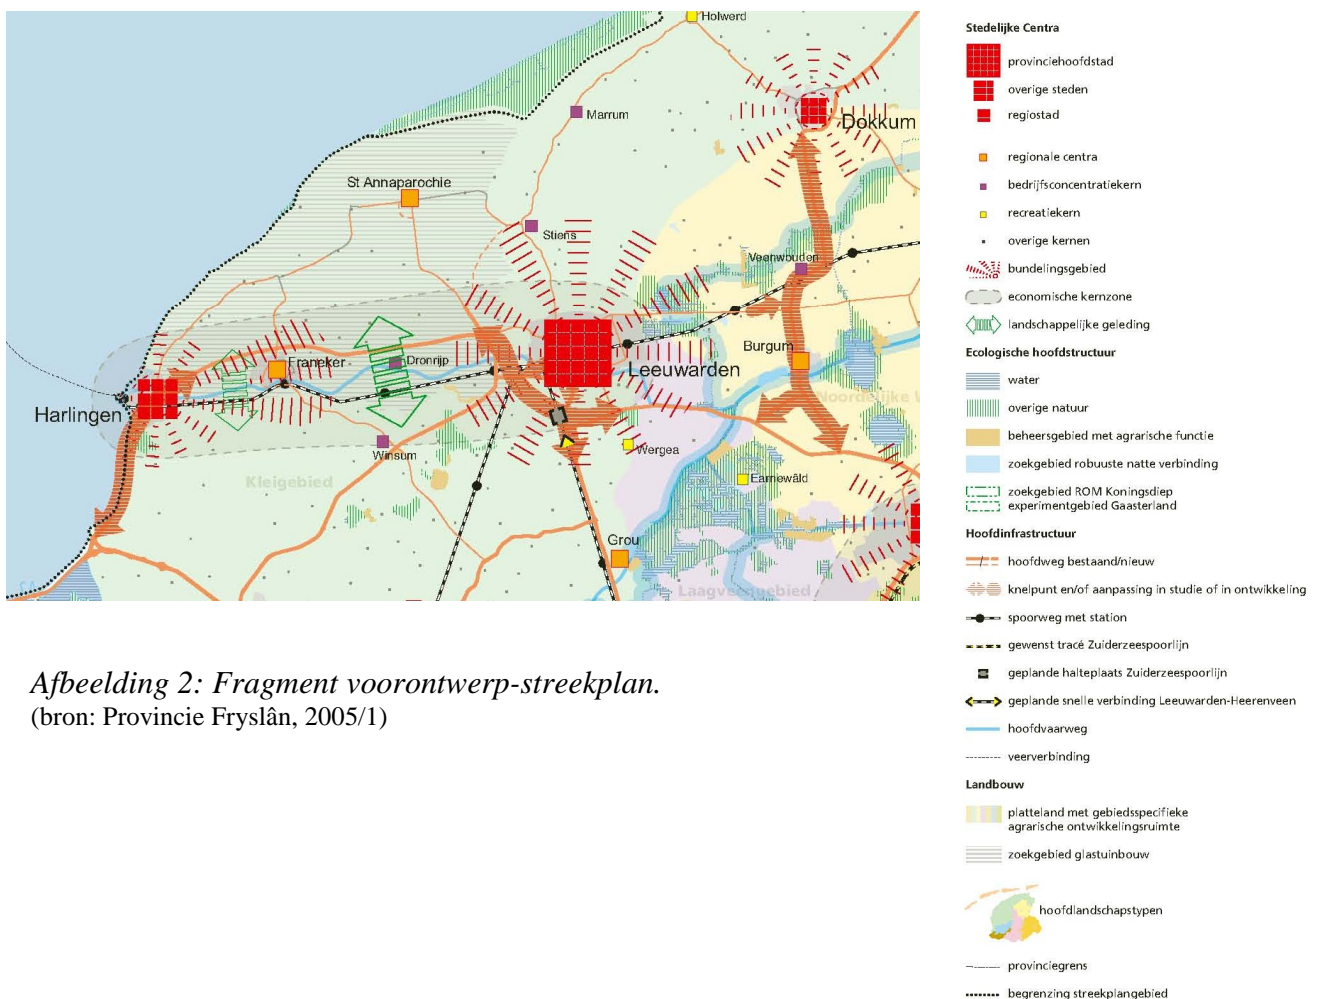 Holwerd
Marrum
Dokkum
St Annaparochie
Stiens
Veenwouden
Franeker
Dronrijp
Burgum
Leeuwarden
Harlingen
Noordelijke W
Winsum
Wergea
Kleigebied
Earnewâld
Grou
Laagveengebied
Afbeelding 2: Fragment voorontwerp-streekplan.
(bron: Provincie Fryslân, 2005/1)
Stedelijke Centra
provinciehoofdstad
overige steden
regiostad
regionale centra
bedrijfsconcentratiekern
recreatiekern
overige kernen
bundelingsgebied
economische kernzone
landschappelijke geleding
Ecologische hoofdstructuur
water
overige natuur
beheersgebied met agrarische functie
zoekgebied robuuste natte verbinding
zoekgebied ROM Koningsdiep
experimentgebied Gaasterland
Hoofdinfrastructuur
hoofdweg bestaand/nieuw
knelpunt en/of aanpassing in studie of in ontwikkeling
spoorweg met station
gewenst tracé Zuiderzeespoorlijn
geplande halteplaats Zuiderzeespoorlijn
geplande snelle verbinding Leeuwarden-Heerenveen
hoofdvaarweg
veerverbinding
Landbouw
platteland met gebiedsspecifieke
agrarische ontwikkelingsruimte
zoekgebied glastuinbouw
hoofdlandschapstypen
provinciegrens
begrenzing streekplangebied